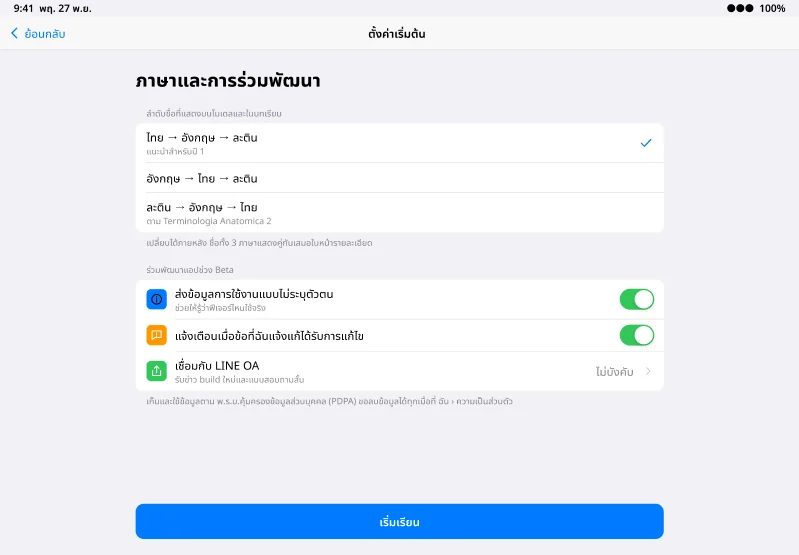 9:41 พฤ. 27 พ.ย.
100%
ย้อนกลับ
ตั้งค่าเริ่มต้น
ภาษาและการร่วมพัฒนา
ลำดับชื่อที่แสดงบนโมเดลและในบทเรียน
ไทย → อังกฤษ → ละติน
แนะนำสำหรับปี 1
อังกฤษ → ไทย → ละติน
ละติน → อังกฤษ → ไทย
ตาม Terminologia Anatomica 2
เปลี่ยนได้ภายหลัง ชื่อทั้ง 3 ภาษาแสดงคู่กันเสมอในหน้ารายละเอียด
ร่วมพัฒนาแอปช่วง Beta
ส่งข้อมูลการใช้งานแบบไม่ระบุตัวตน
ช่วยให้รู้ว่าฟีเจอร์ไหนใช้จริง
แจ้งเตือนเมื่อข้อที่ฉันแจ้งแก้ได้รับการแก้ไข
เชื่อมกับ LINE OA
รับข่าว build ใหม่และแบบสอบถามสั้น
ไม่บังคับ
เก็บและใช้ข้อมูลตาม พ.ร.บ.คุ้มครองข้อมูลส่วนบุคคล (PDPA) ขอลบข้อมูลได้ทุกเมื่อที่ ฉัน › ความเป็นส่วนตัว
เริ่มเรียน